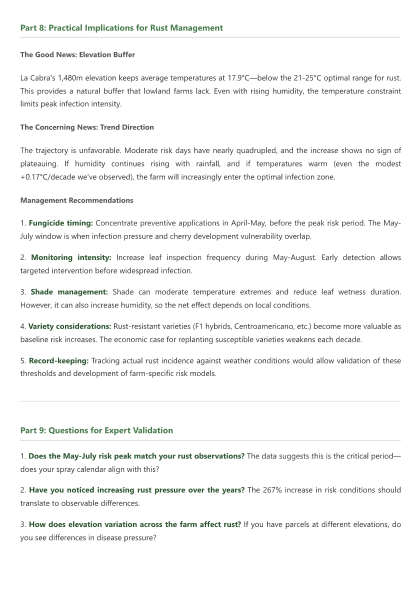 Part 8: Practical Implications for Rust Management
The Good News: Elevation Buffer
La Cabra's 1,480m elevation keeps average temperatures at 17.9°C—below the 21-25°C optimal range for rust.
This provides a natural buffer that lowland farms lack. Even with rising humidity, the temperature constraint
limits peak infection intensity.
The Concerning News: Trend Direction
The trajectory is unfavorable. Moderate risk days have nearly quadrupled, and the increase shows no sign of
plateauing. If humidity continues rising with rainfall, and if temperatures warm (even the modest
+0.17°C/decade we've observed), the farm will increasingly enter the optimal infection zone.
Management Recommendations
1. Fungicide timing: Concentrate preventive applications in April-May, before the peak risk period. The May-
July window is when infection pressure and cherry development vulnerability overlap.
2. Monitoring intensity: Increase leaf inspection frequency during May-August. Early detection allows
targeted intervention before widespread infection.
3. Shade management: Shade can moderate temperature extremes and reduce leaf wetness duration.
However, it can also increase humidity, so the net effect depends on local conditions.
4. Variety considerations: Rust-resistant varieties (F1 hybrids, Centroamericano, etc.) become more valuable as
baseline risk increases. The economic case for replanting susceptible varieties weakens each decade.
5. Record-keeping: Tracking actual rust incidence against weather conditions would allow validation of these
thresholds and development of farm-specific risk models.
Part 9: Questions for Expert Validation
1. Does the May-July risk peak match your rust observations? The data suggests this is the critical period—
does your spray calendar align with this?
2. Have you noticed increasing rust pressure over the years? The 267% increase in risk conditions should
translate to observable differences.
3. How does elevation variation across the farm affect rust? If you have parcels at different elevations, do
you see differences in disease pressure?